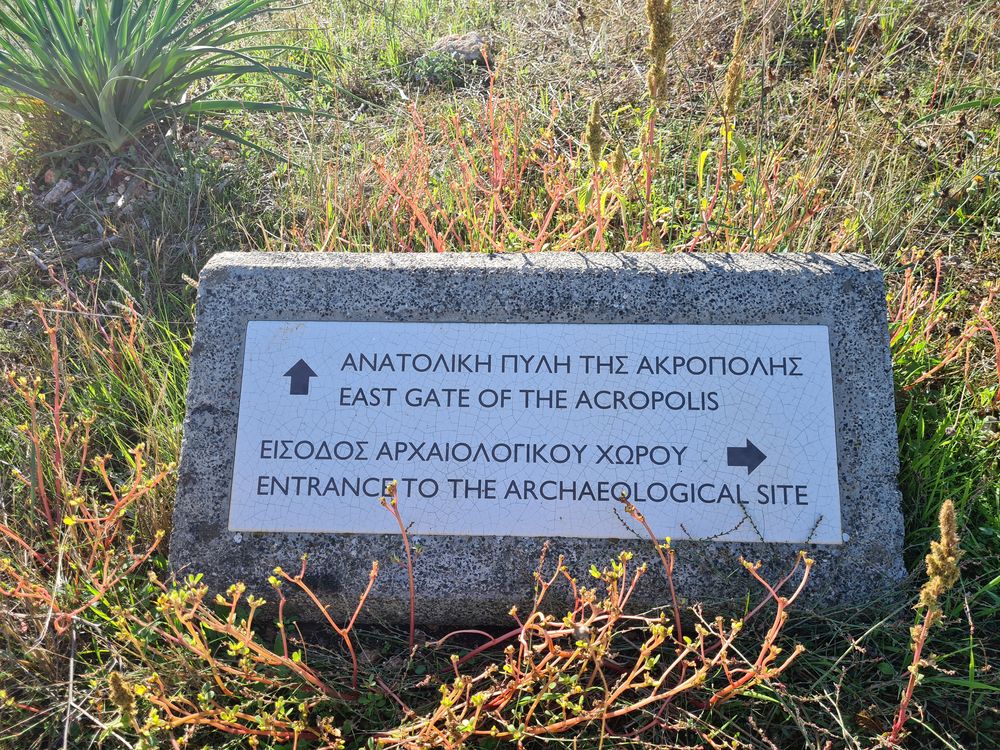 ΑΝΑΤΟΛΙΚΗ ΠΥΛΗ ΤΗΣ ΑΚΡΟΠΟΛΗΣ
EAST GATE OF THE ACROPOLIS
ΕΙΣΟΔΟΣ ΑΡΧΑΙΟΛΟΓΙΚΟΥ ΧΩΡΟΥ
ENTRANCE TO THE ARCHAEOLOGICAL SITE